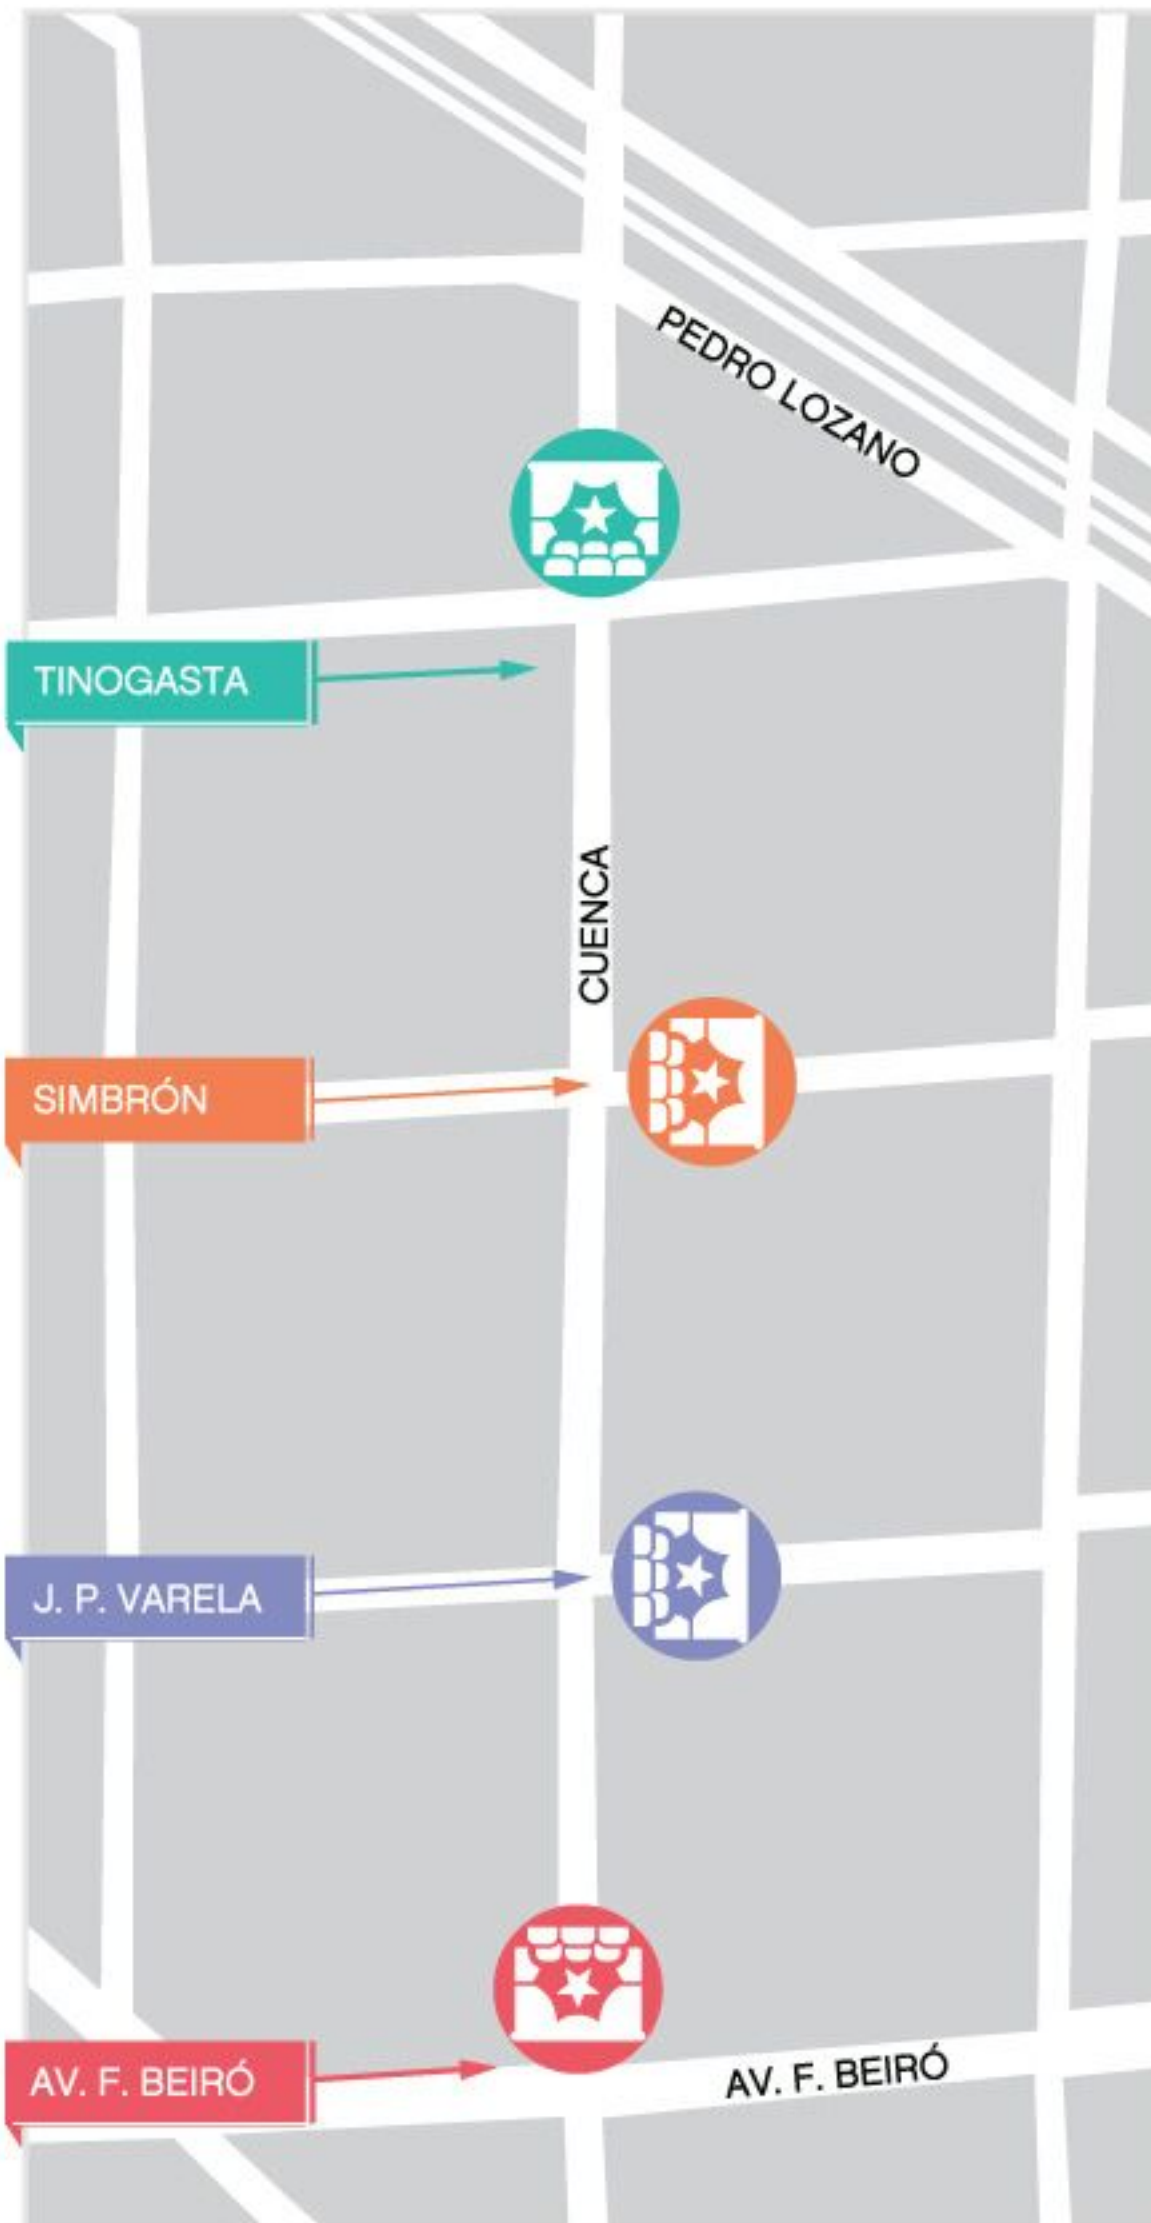 PEDRO LOZANO
TINOGASTA
CUENCA
SIMBRÓN
J. P. VARELA
AV. F. BEIRÓ
AV. F. BEIRÓ